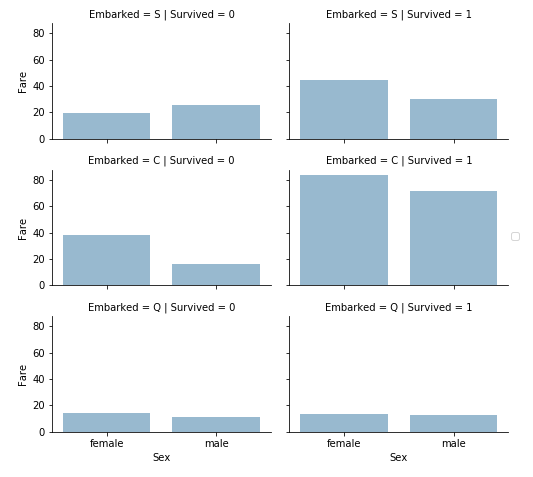 Embarked = S | Survived = 0
Embarked = S | Survived = 1
80
60
40
20
0
Fare
Embarked = C | Survived = 0
Embarked = C | Survived = 1
80
60
40
20
0
Fare
Embarked = Q | Survived = 0
Embarked = Q | Survived = 1
80
60
40
20
0
Fare
female
male
female
male
Sex
Sex